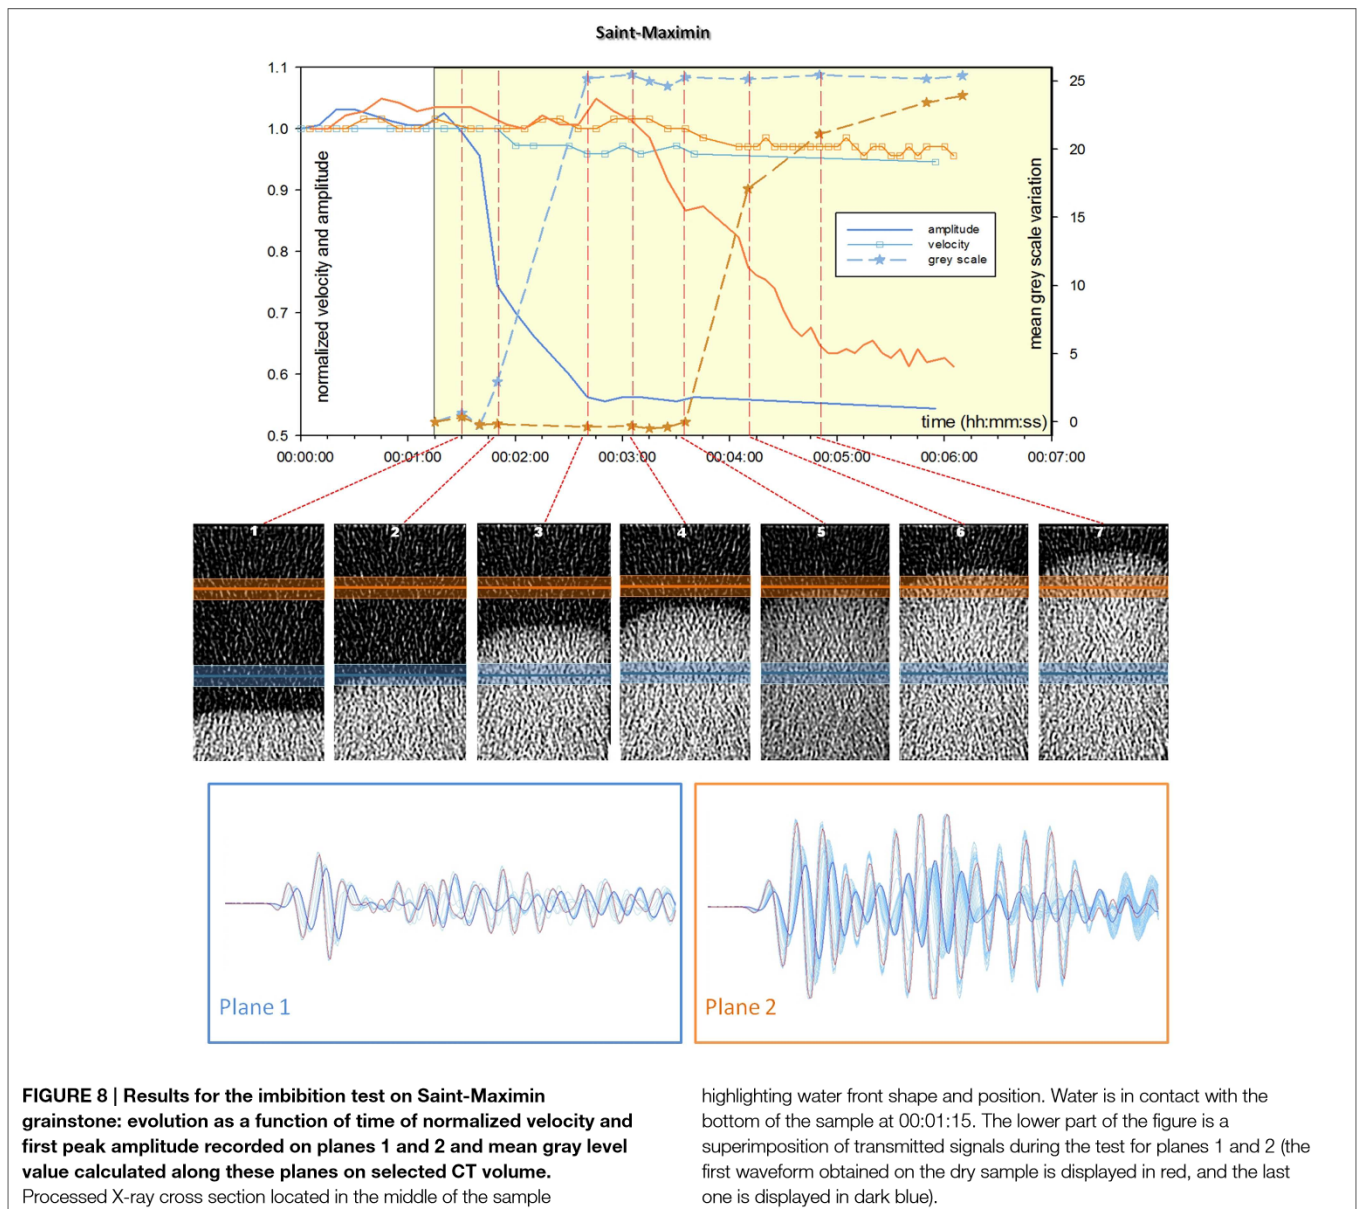 Saint-Maximin
1.1
1.0
0.9
0.8
0.7
0.6
0.5
normalized velocity and amplitude
25
20
15
10
5
0
mean grey scale variation
amplitude
velocity
grey scale
time (hh:mm:ss)
00:00:00 00:01:00 00:02:00 00:03:00 00:04:00 00:05:00 00:06:00 00:07:00
1 2 3 4 5 6 7
Plane 1
Plane 2
FIGURE 8 | Results for the imbibition test on Saint-Maximin
grainstone: evolution as a function of time of normalized velocity and
first peak amplitude recorded on planes 1 and 2 and mean gray level
value calculated along these planes on selected CT volume.
Processed X-ray cross section located in the middle of the sample
highlighting water front shape and position. Water is in contact with the
bottom of the sample at 00:01:15. The lower part of the figure is a
superimposition of transmitted signals during the test for planes 1 and 2 (the
first waveform obtained on the dry sample is displayed in red, and the last
one is displayed in dark blue).